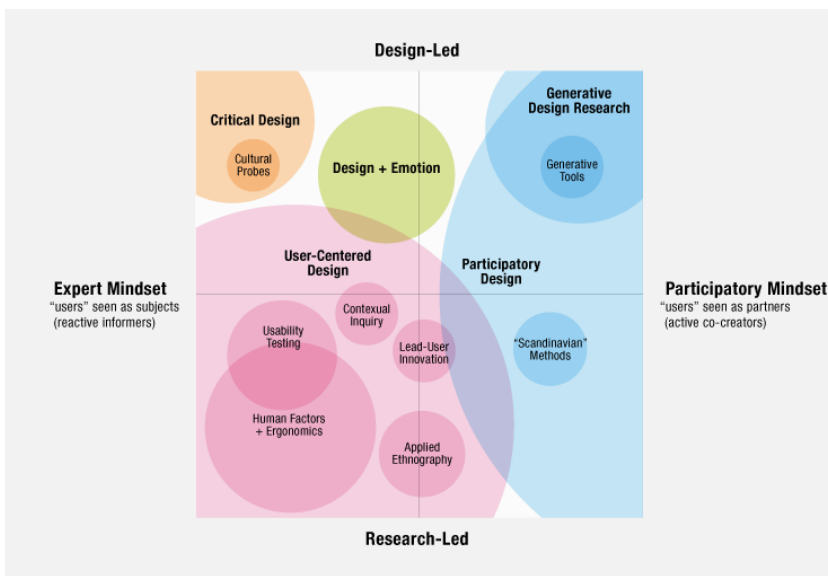 Design-Led
Generative
Design Research
Critical Design
Cultural
Probes
Design + Emotion
Generative
Tools
User-Centered
Design
Participatory
Design
Expert Mindset
"users" seen as subjects
(reactive informers)
Participatory Mindset
"users" seen as partners
(active co-creators)
Contexual
Inquiry
Usability
Testing
Lead-User
Innovation
"Scandinavian"
Methods
Human Factors
+ Ergonomics
Applied
Ethnography
Research-Led